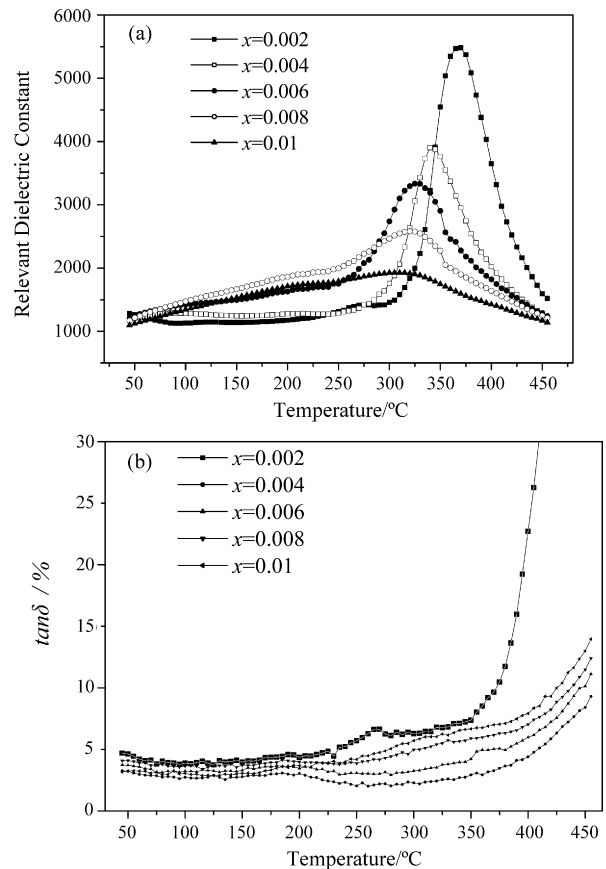 (a)
x=0.002
x=0.004
x=0.006
x=0.008
x=0.01
Relevant Dielectric Constant
6000
5000
4000
3000
2000
1000
50 100 150 200 250 300 350 400 450
Temperature/ºC
(b)
x=0.002
x=0.004
x=0.006
x=0.008
x=0.01
tanδ / %
30
25
20
15
10
5
0
50 100 150 200 250 300 350 400 450
Temperature/ºC